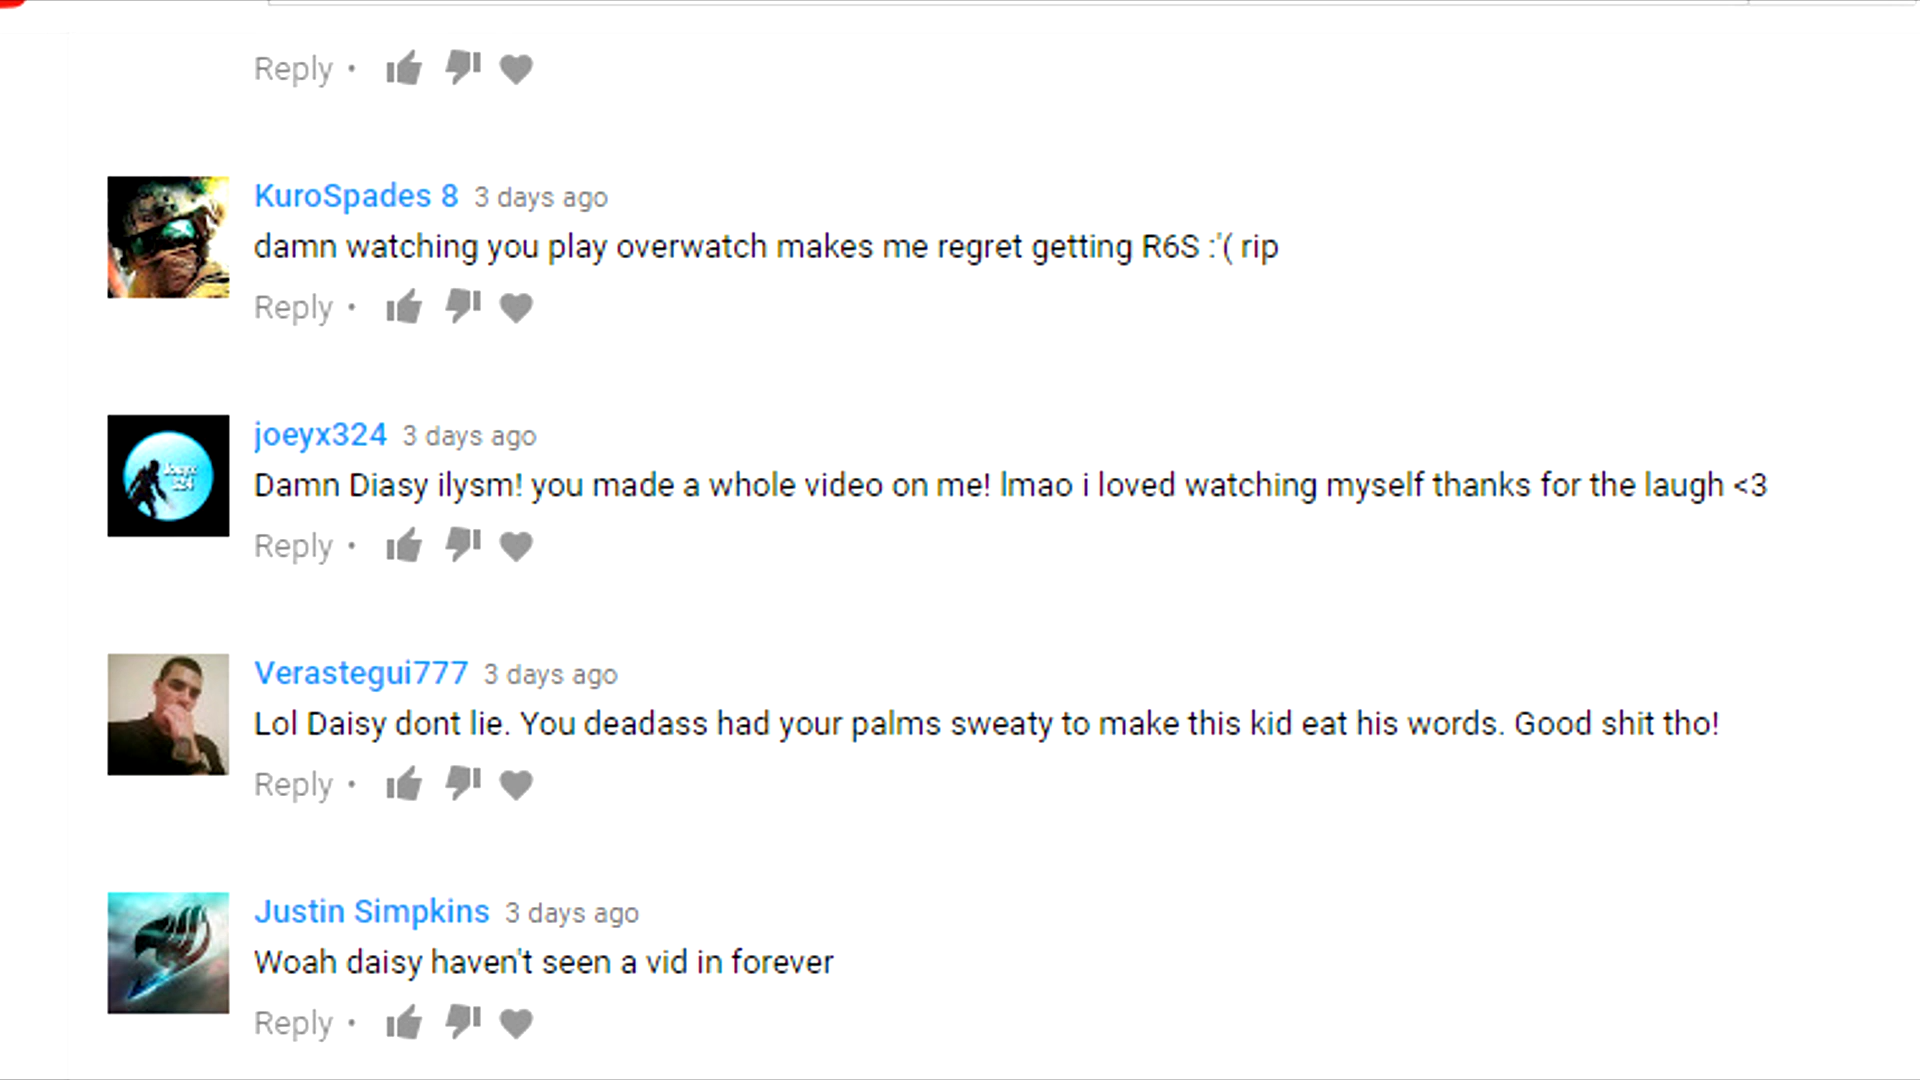 Reply •
KuroSpades 8 3 days ago
damn watching you play overwatch makes me regret getting R6S :'( rip
Reply •
joeyx324 3 days ago
Damn Diasy ilysm! you made a whole video on me! lmao i loved watching myself thanks for the laugh <3
Reply •
Verastegui777 3 days ago
Lol Daisy dont lie. You deadass had your palms sweaty to make this kid eat his words. Good shit tho!
Reply •
Justin Simpkins 3 days ago
Woah daisy haven't seen a vid in forever
Reply •